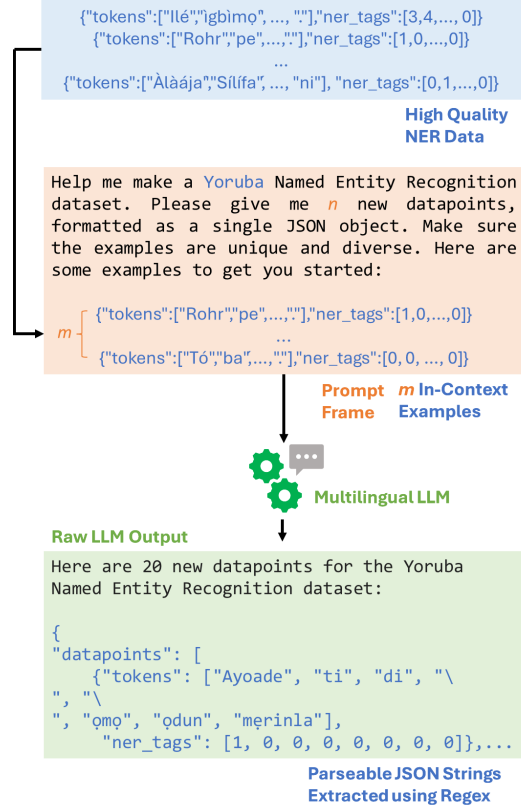 {"tokens":["Ilé","ìgbìmọ̀", ..., "."],"ner_tags":[3,4,..., 0]}
{"tokens":["Rohr","pe",...,"."],"ner_tags":[1,0,...,0]}
...
{"tokens":["Àlàája","Sílífa", ..., "ni"], "ner_tags":[0,1,...,0]}
High Quality
NER Data
Help me make a Yoruba Named Entity Recognition
dataset. Please give me n new datapoints,
formatted as a single JSON object. Make sure
the examples are unique and diverse. Here are
some examples to get you started:
m
{"tokens":["Rohr","pe",...,"."],"ner_tags":[1,0,...,0]}
...
{"tokens":["Tó","ba",...,"."],"ner_tags":[0, 0, ..., 0]}
Prompt Frame
m In-Context Examples
Multilingual LLM
Raw LLM Output
Here are 20 new datapoints for the Yoruba
Named Entity Recognition dataset:
{
"datapoints": [
{"tokens": ["Ayoade", "ti", "di", "\
", "\
", "ọmọ", "ọdun", "mẹrinla"],
"ner_tags": [1, 0, 0, 0, 0, 0, 0, 0]},...
Parseable JSON Strings
Extracted using Regex